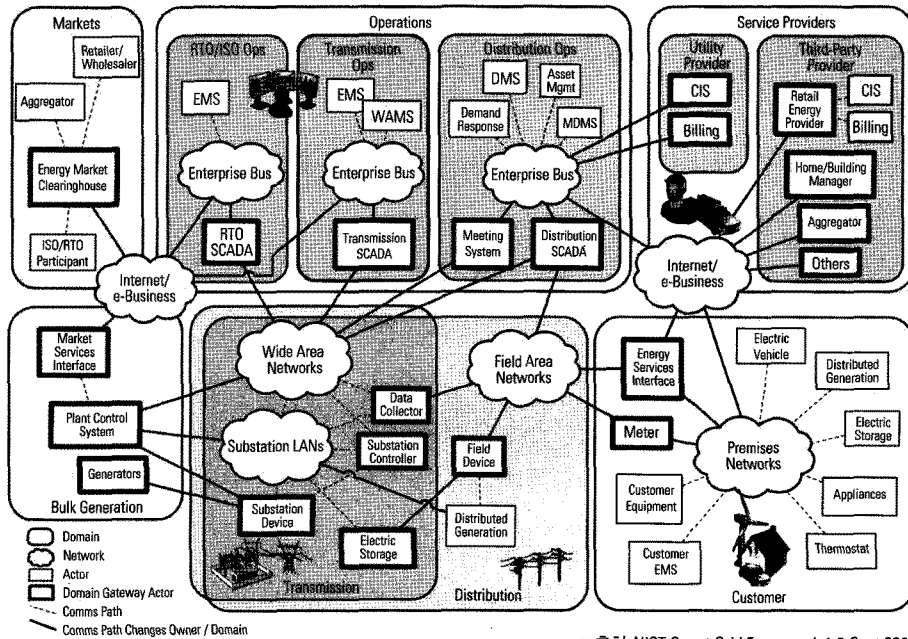 Markets
Retailer/
Wholesaler
Aggregator
Energy Market
Clearinghouse
ISO/RTO
Participant
Operations
RTO/ISO Ops
EMS
Enterprise Bus
RTO
SCADA
Transmission
Ops
EMS
WAMS
Enterprise Bus
Transmission
SCADA
Distribution Ops
DMS
Asset
Mgmt
Demand
Response
MDMS
Enterprise Bus
Meeting
System
Distribution
SCADA
Service Providers
Utility
Provider
CIS
Billing
Third-Party
Provider
Retail
Energy
Provider
CIS
Billing
Home/Building
Manager
Aggregator
Others
Internet/
e-Business
Internet/
e-Business
Market
Services
Interface
Plant Control
System
Generators
Bulk Generation
Wide Area
Networks
Substation LANs
Data
Collector
Substation
Controller
Substation
Device
Electric
Storage
Transmission
Field Area
Networks
Field
Device
Distributed
Generation
Distribution
Energy
Services
Interface
Meter
Premises
Networks
Electric
Vehicle
Distributed
Generation
Electric
Storage
Appliances
Thermostat
Customer
Equipment
Customer
EMS
Customer
Domain
Network
Actor
Domain Gateway Actor
Comms Path
Comms Path Changes Owner / Domain